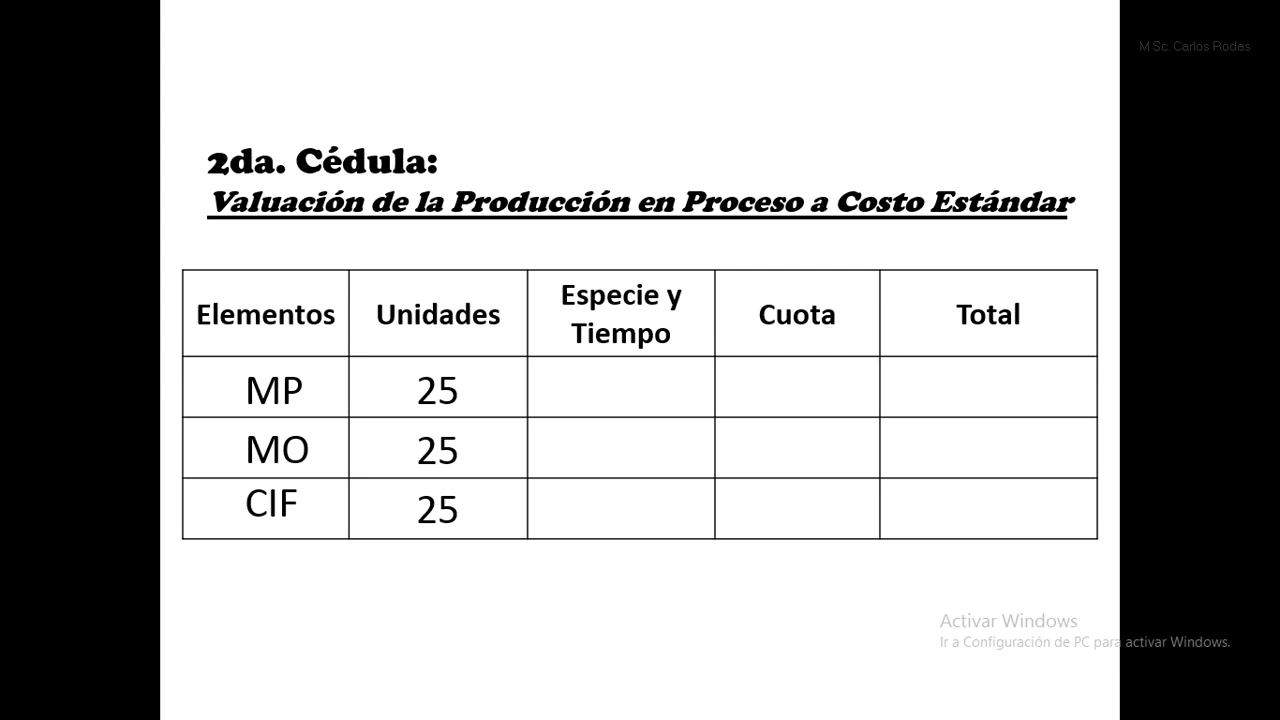 M Sc. Carlos Rodas
2da. Cédula:
Valuación de la Producción en Proceso a Costo Estándar
Elementos Unidades Especie y Tiempo Cuota Total
MP 25
MO 25
CIF 25
Activar Windows
Ir a Configuración de PC para activar Windows.